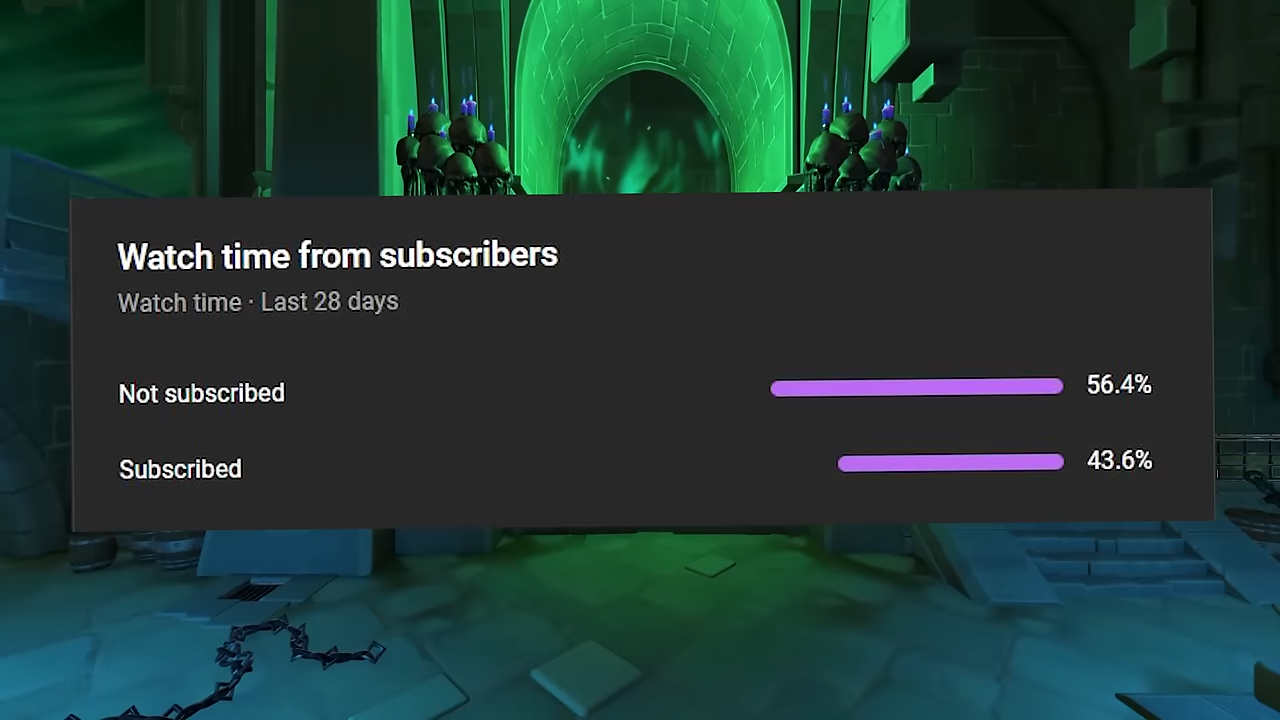 Watch time from subscribers
Watch time · Last 28 days
Not subscribed 56.4%
Subscribed 43.6%